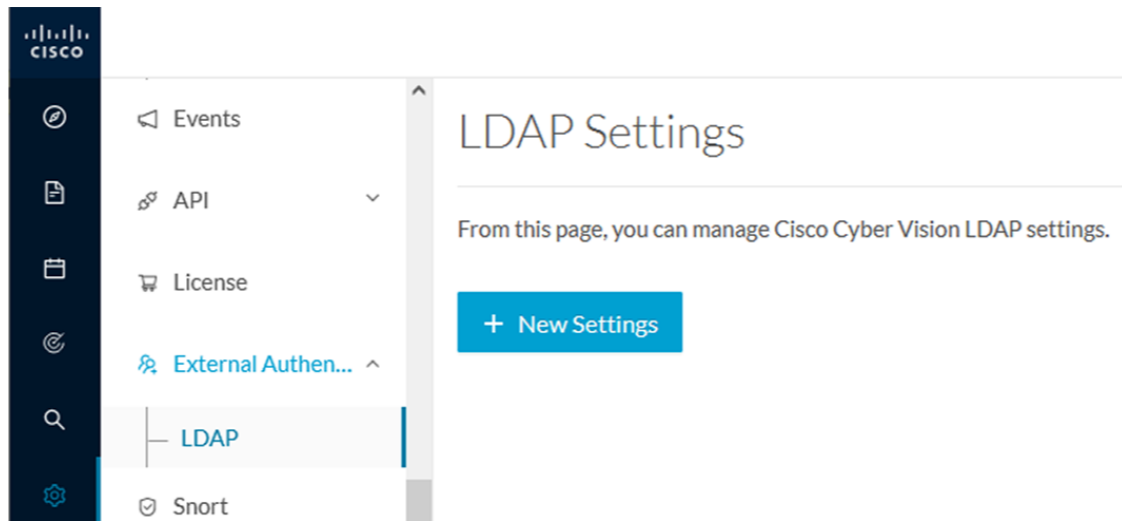 CISCO
Events
API
License
External Authen...
LDAP
Snort
LDAP Settings
From this page, you can manage Cisco Cyber Vision LDAP settings.
+ New Settings